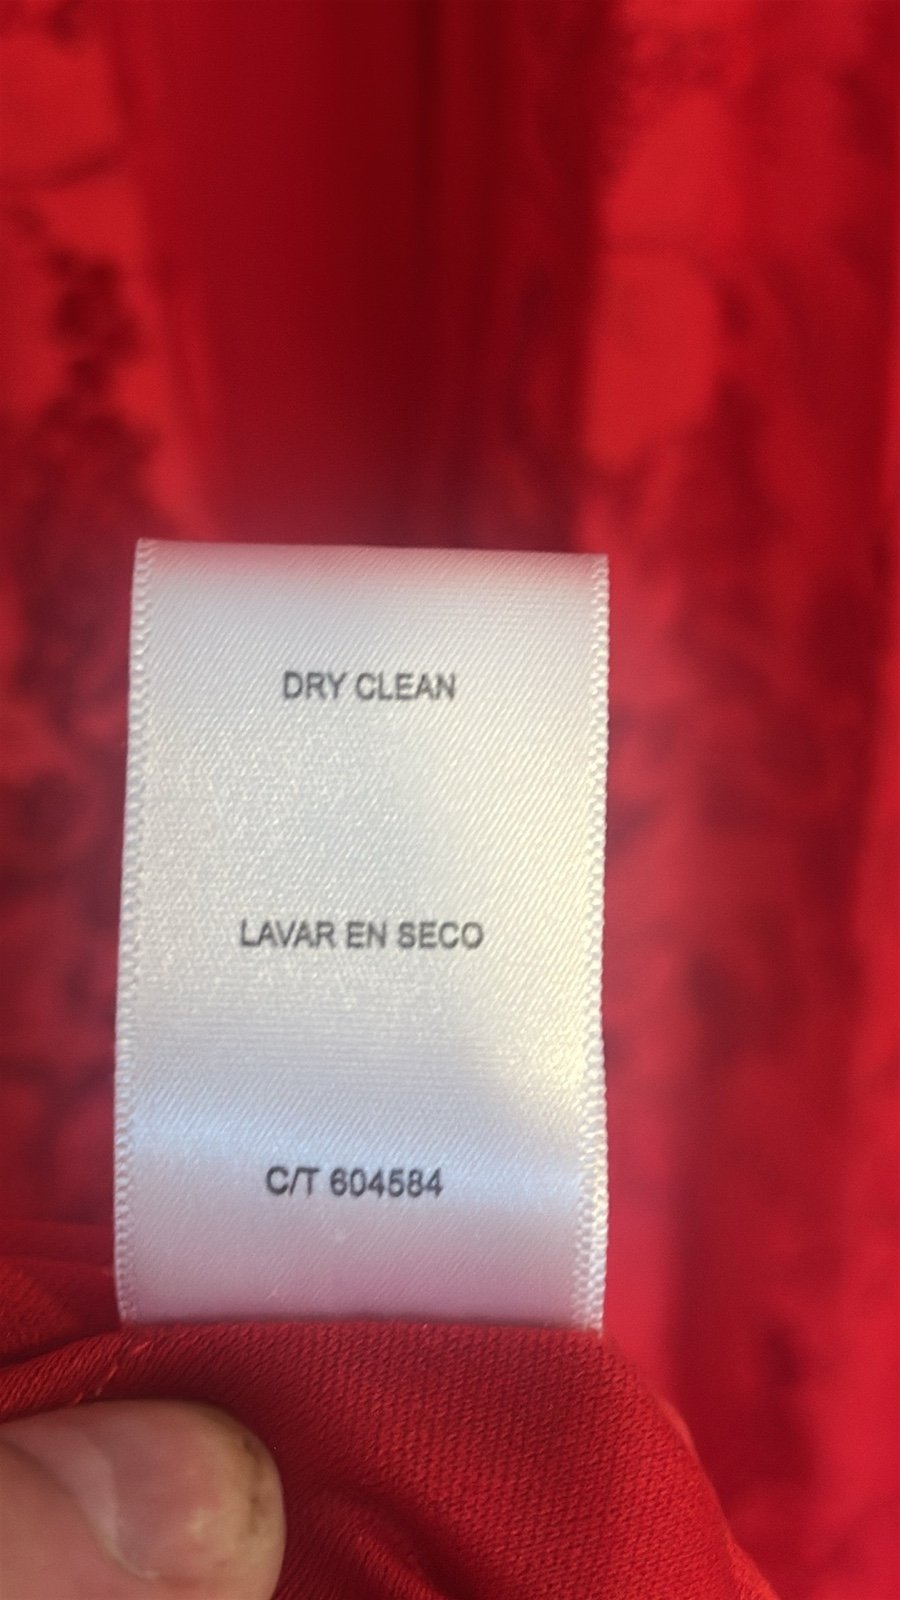 DRY CLEAN
LAVAR EN SECO
C/T 604584